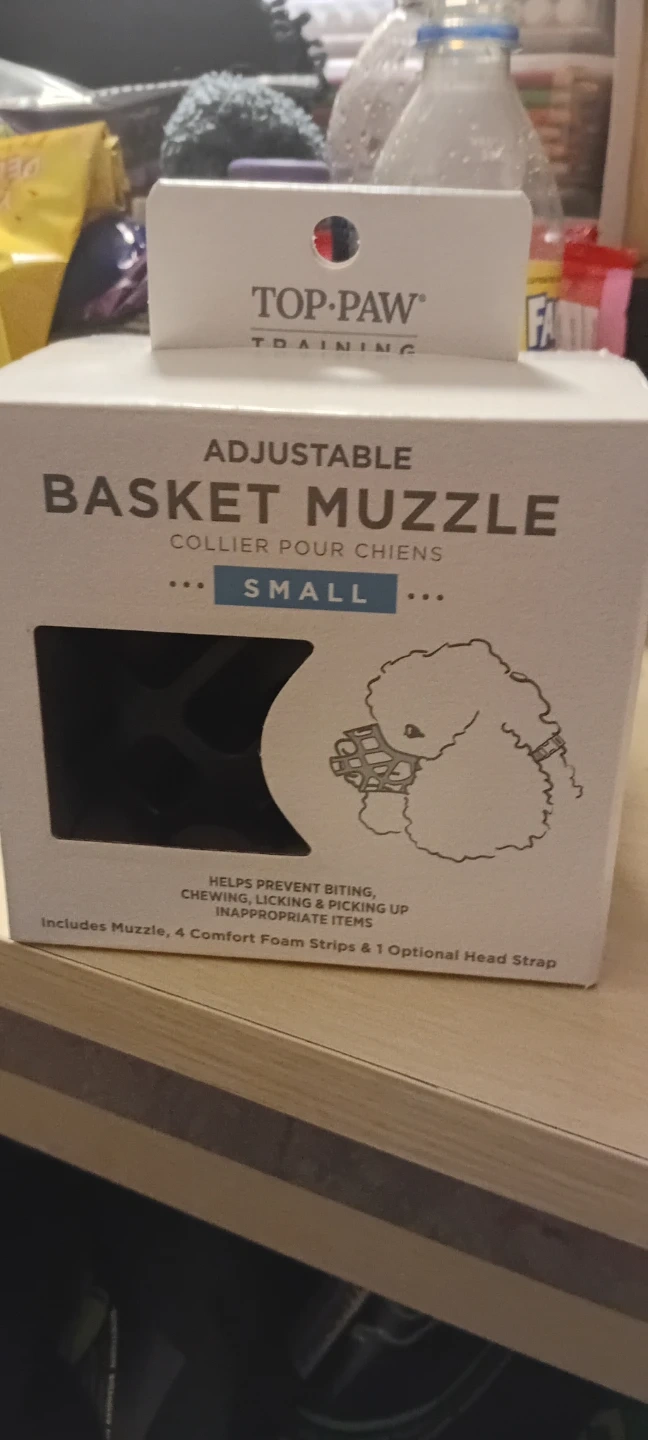 TOP·PAW®
TRAINING
ADJUSTABLE
BASKET MUZZLE
COLLIER POUR CHIENS
••• SMALL •••
HELPS PREVENT BITING,
CHEWING, LICKING & PICKING UP
INAPPROPRIATE ITEMS
Includes Muzzle, 4 Comfort Foam Strips & 1 Optional Head Strap